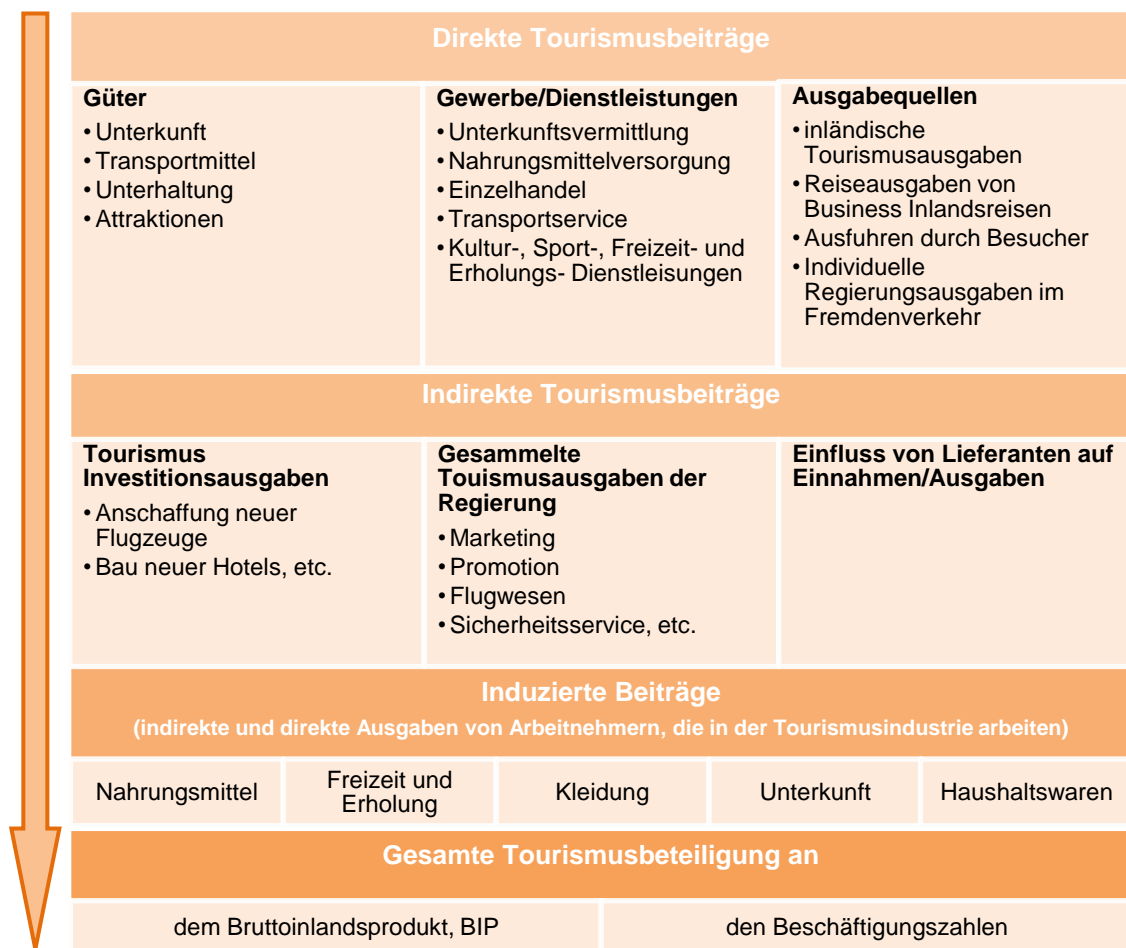 Direkte Tourismusbeiträge
Güter
• Unterkunft
• Transportmittel
• Unterhaltung
• Attraktionen
Gewerbe/Dienstleistungen
• Unterkunftsvermittlung
• Nahrungsmittelversorgung
• Einzelhandel
• Transportservice
• Kultur-, Sport-, Freizeit- und
Erholungs- Dienstleisungen
Ausgabequellen
• inländische
Tourismusausgaben
• Reiseausgaben von
Business Inlandsreisen
• Ausfuhren durch Besucher
• Individuelle
Regierungsausgaben im
Fremdenverkehr
Indirekte Tourismusbeiträge
Tourismus
Investitionsausgaben
• Anschaffung neuer
Flugzeuge
• Bau neuer Hotels, etc.
Gesammelte
Touismusausgaben der
Regierung
• Marketing
• Promotion
• Flugwesen
• Sicherheitsservice, etc.
Einfluss von Lieferanten auf
Einnahmen/Ausgaben
Induzierte Beiträge
(indirekte und direkte Ausgaben von Arbeitnehmern, die in der Tourismusindustrie arbeiten)
Nahrungsmittel
Freizeit und
Erholung
Kleidung
Unterkunft
Haushaltswaren
Gesamte Tourismusbeteiligung an
dem Bruttoinlandsprodukt, BIP
den Beschäftigungszahlen